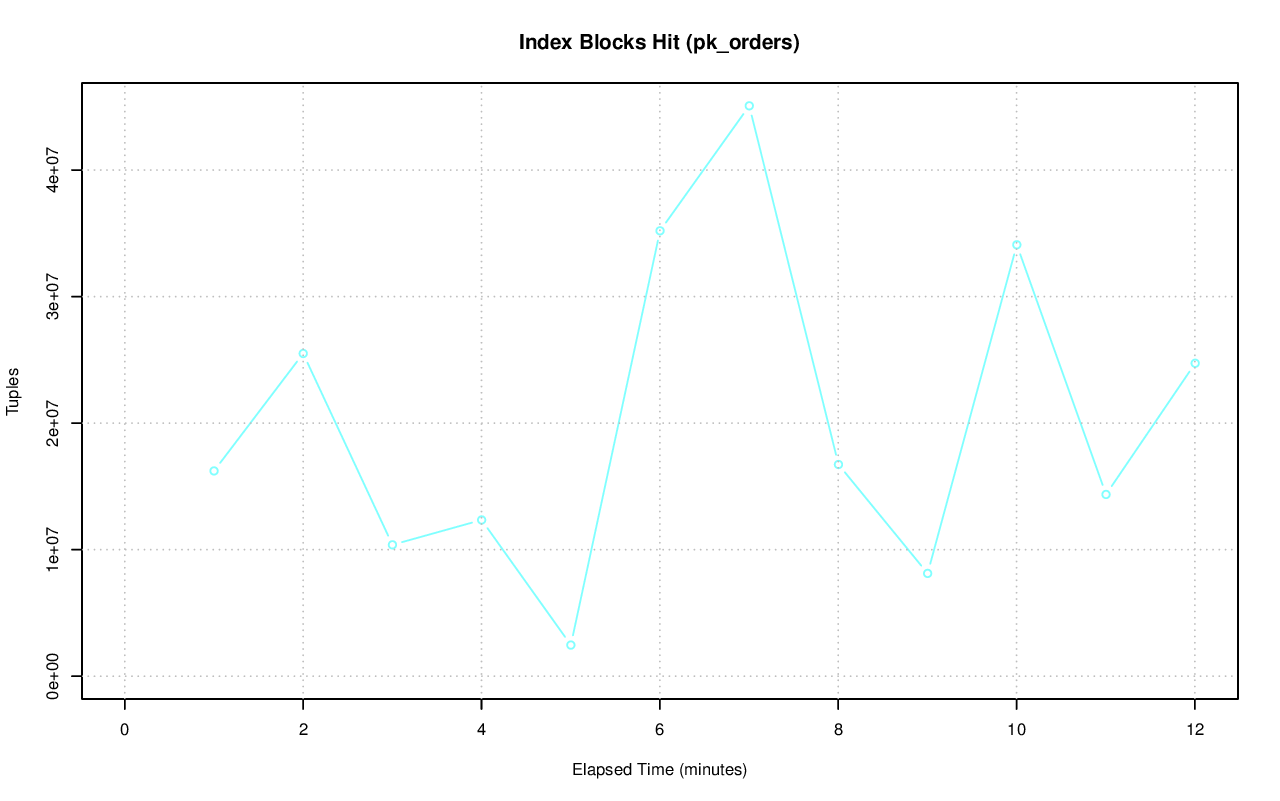 Index Blocks Hit (pk_orders)
Tuples
4e+07
3e+07
2e+07
1e+07
0e+00
0 2 4 6 8 10 12
Elapsed Time (minutes)